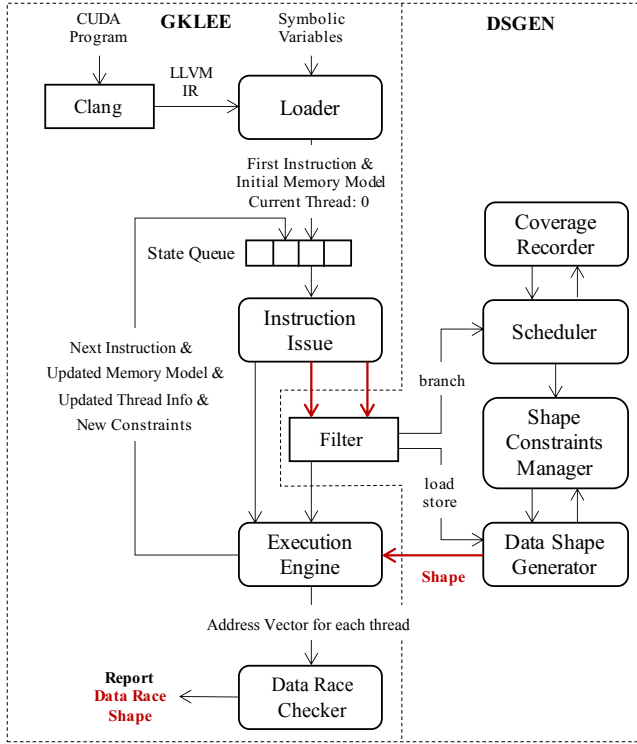 CUDA
Program
GKLEE
Symbolic
Variables
DSGEN
Clang
LLVM
IR
Loader
First Instruction &
Initial Memory Model
Current Thread: 0
State Queue
Coverage
Recorder
Instruction
Issue
Scheduler
Next Instruction &
Updated Memory Model &
Updated Thread Info &
New Constraints
branch
Filter
Shape
Constraints
Manager
load
store
Execution
Engine
Shape
Data Shape
Generator
Address Vector for each thread
Report
Data Race
Shape
Data Race
Checker